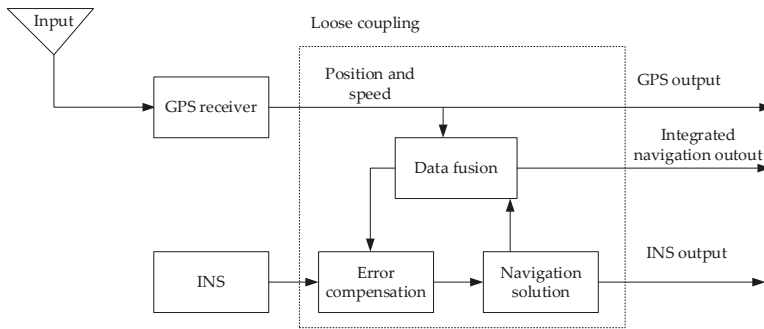 Loose coupling
Input
Position and
speed
GPS output
GPS receiver
Integrated
navigation outout
Data fusion
INS output
INS
Error
compensation
Navigation
solution